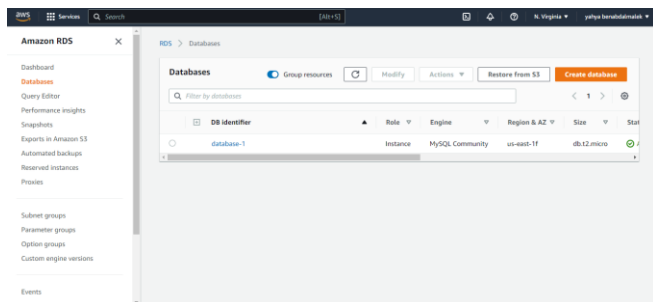 aws Services Search [Alt+S] N. Virginia yahya benabdalmalek
Amazon RDS
RDS > Databases
Dashboard
Databases
Query Editor
Performance insights
Snapshots
Exports in Amazon S3
Automated backups
Reserved instances
Proxies
Subnet groups
Parameter groups
Option groups
Custom engine versions
Events
Databases Group resources Modify Actions Restore from S3 Create database
Filter by databases 1
DB identifier Role Engine Region & AZ Size Stat
database-1 Instance MySQL Community us-east-1f db.t2.micro A